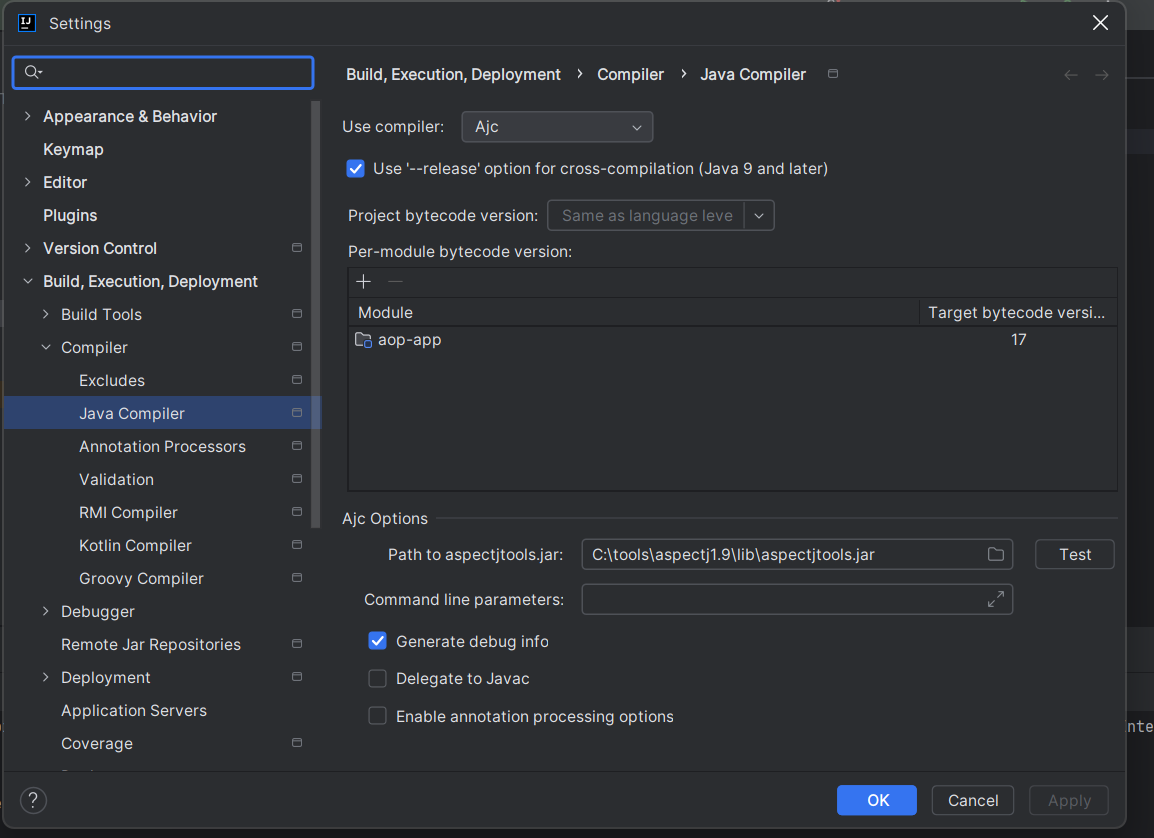 Settings
Appearance & Behavior
Keymap
Editor
Plugins
Version Control
Build, Execution, Deployment
Build Tools
Compiler
Excludes
Java Compiler
Annotation Processors
Validation
RMI Compiler
Kotlin Compiler
Groovy Compiler
Debugger
Remote Jar Repositories
Deployment
Application Servers
Coverage
Build, Execution, Deployment › Compiler › Java Compiler
Use compiler: Ajc
Use '--release' option for cross-compilation (Java 9 and later)
Project bytecode version: Same as language leve
Per-module bytecode version:
Module Target bytecode versi...
aop-app 17
Ajc Options
Path to aspectjtools.jar: C:\tools\aspectj1.9\lib\aspectjtools.jar Test
Command line parameters:
Generate debug info
Delegate to Javac
Enable annotation processing options
? OK Cancel Apply